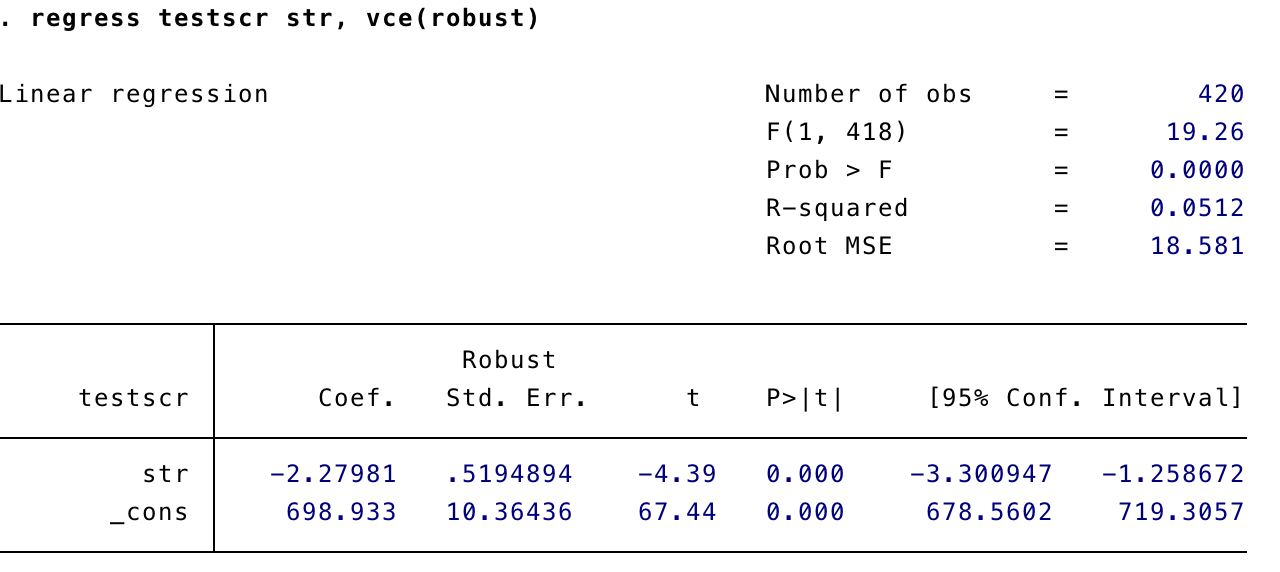 . regress testscr str, vce(robust)
Linear regression Number of obs = 420
F(1, 418) = 19.26
Prob > F = 0.0000
R-squared = 0.0512
Root MSE = 18.581
Robust
testscr Coef. Std. Err. t P>|t| [95% Conf. Interval]
str -2.27981 .5194894 -4.39 0.000 -3.300947 -1.258672
_cons 698.933 10.36436 67.44 0.000 678.5602 719.3057